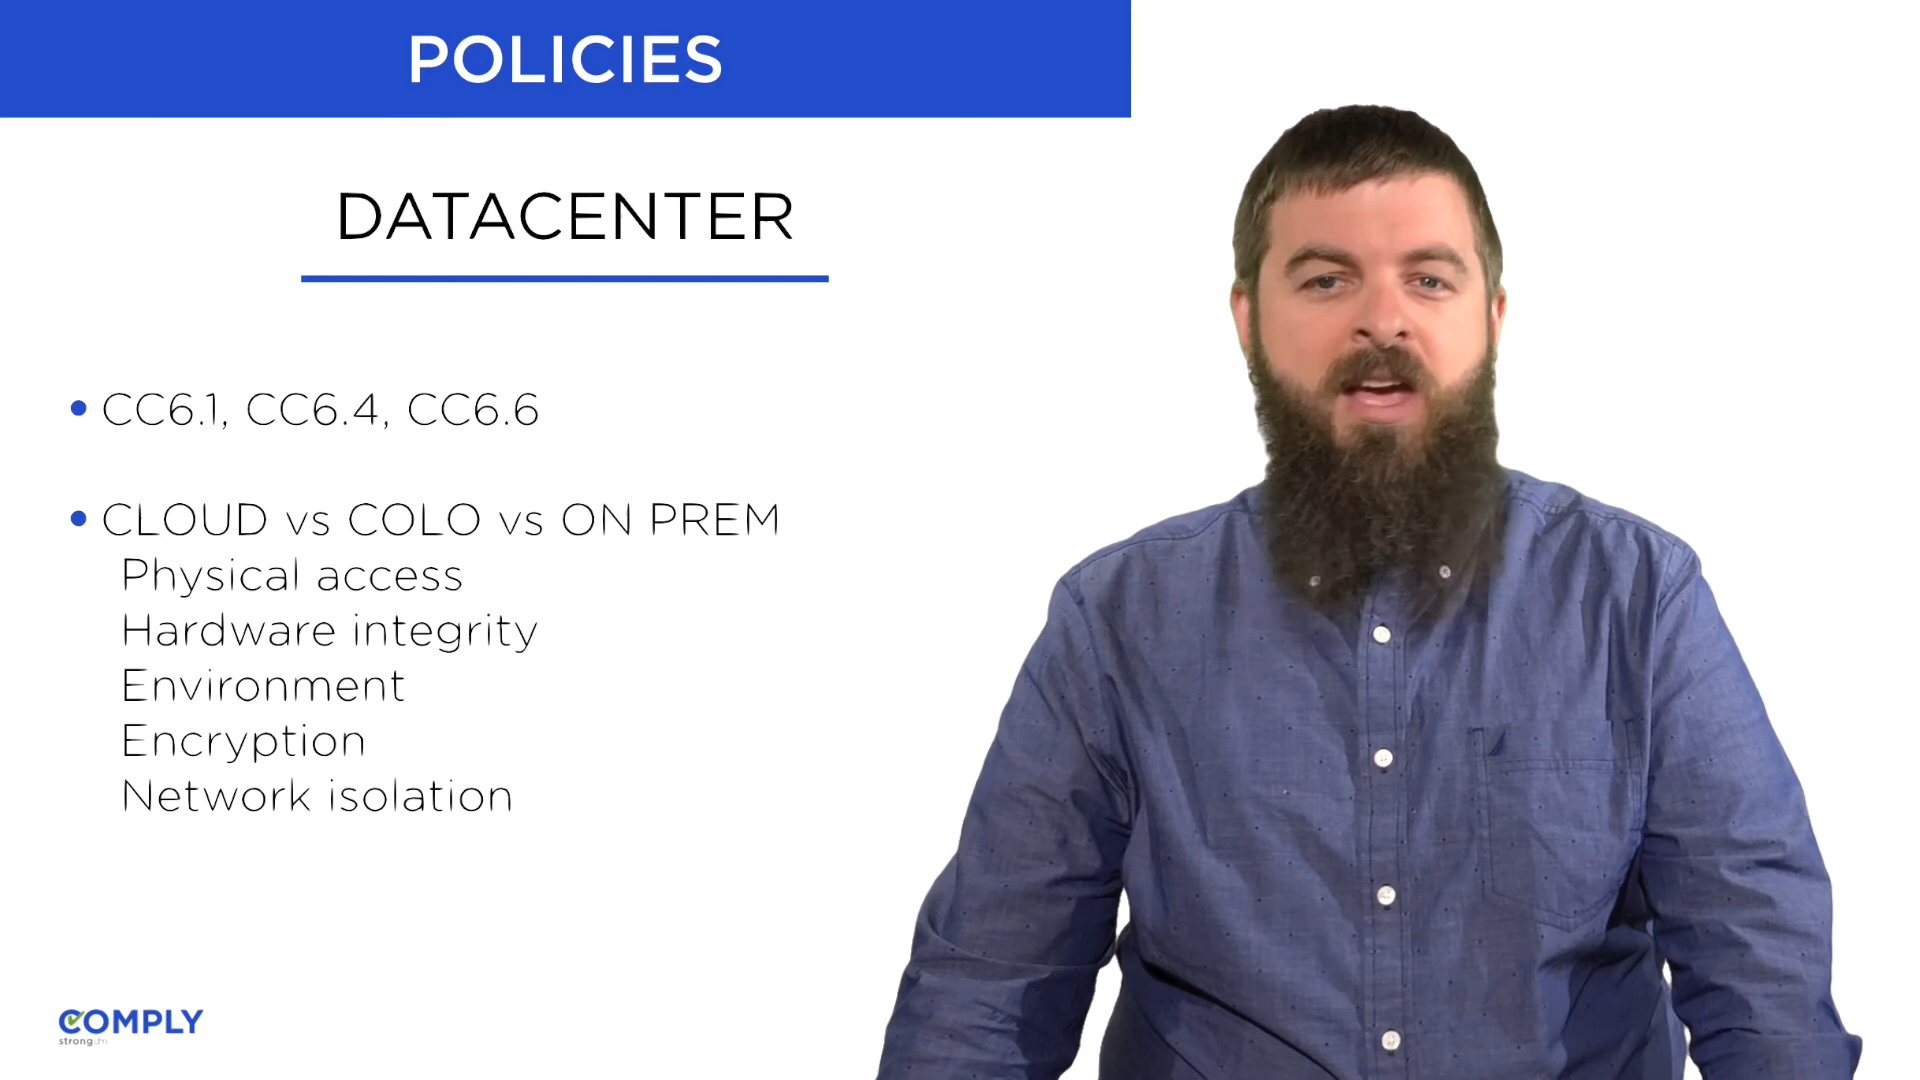 POLICIES
DATACENTER
• CC6.1, CC6.4, CC6.6
• CLOUD vs COLO vs ON PREM
Physical access
Hardware integrity
Environment
Encryption
Network isolation
COMPLY
strongdm